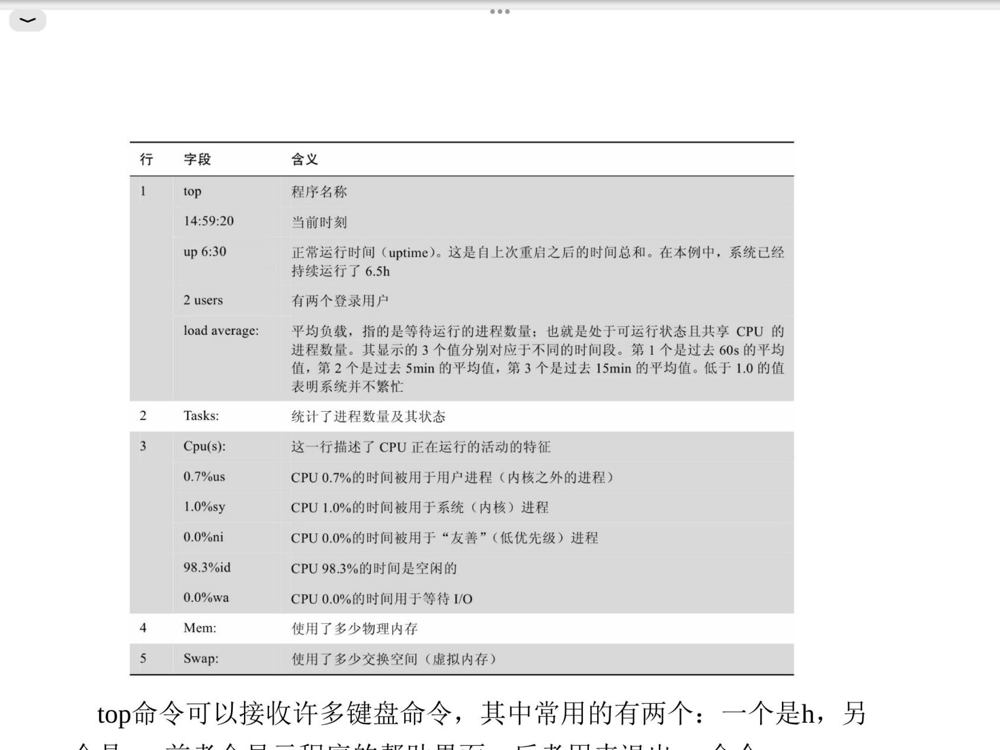 行 字段 含义
1 top 程序名称
14:59:20 当前时刻
up 6:30 正常运行时间（uptime）。这是自上次重启之后的时间总和。在本例中，系统已经
持续运行了 6.5h
2 users 有两个登录用户
load average: 平均负载，指的是等待运行的进程数量；也就是处于可运行状态且共享 CPU 的
进程数量。其显示的 3 个值分别对应于不同的时间段。第 1 个是过去 60s 的平均
值，第 2 个是过去 5min 的平均值，第 3 个是过去 15min 的平均值。低于 1.0 的值
表明系统并不繁忙
2 Tasks: 统计了进程数量及其状态
3 Cpu(s): 这一行描述了 CPU 正在运行的活动的特征
0.7%us CPU 0.7%的时间被用于用户进程（内核之外的进程）
1.0%sy CPU 1.0%的时间被用于系统（内核）进程
0.0%ni CPU 0.0%的时间被用于“友善”（低优先级）进程
98.3%id CPU 98.3%的时间是空闲的
0.0%wa CPU 0.0%的时间用于等待 I/O
4 Mem: 使用了多少物理内存
5 Swap: 使用了多少交换空间（虚拟内存）
top命令可以接收许多键盘命令，其中常用的有两个：一个是h，另